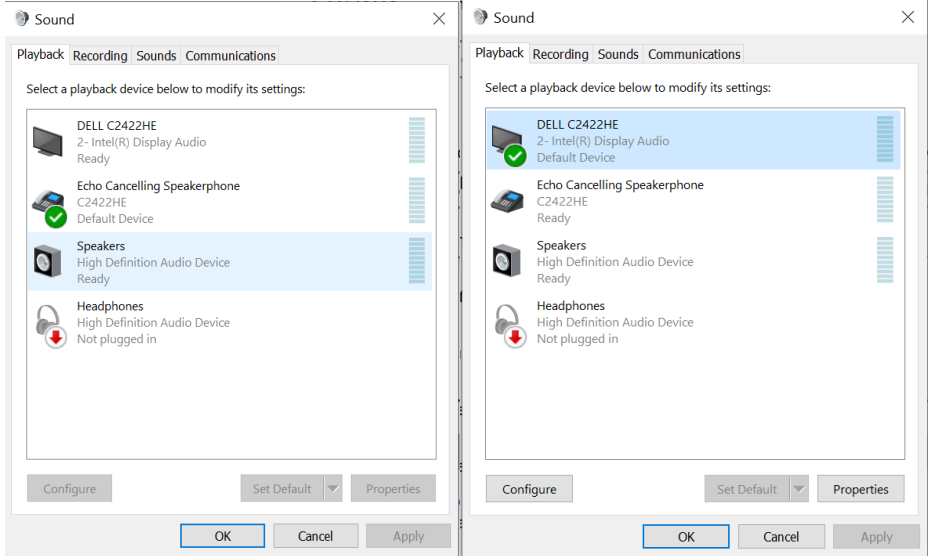 Sound
Playback Recording Sounds Communications
Select a playback device below to modify its settings:
DELL C2422HE
2- Intel(R) Display Audio
Ready
Echo Cancelling Speakerphone
C2422HE
Default Device
Speakers
High Definition Audio Device
Ready
Headphones
High Definition Audio Device
Not plugged in
Configure Set Default Properties
OK Cancel Apply
Sound
Playback Recording Sounds Communications
Select a playback device below to modify its settings:
DELL C2422HE
2- Intel(R) Display Audio
Default Device
Echo Cancelling Speakerphone
C2422HE
Ready
Speakers
High Definition Audio Device
Ready
Headphones
High Definition Audio Device
Not plugged in
Configure Set Default Properties
OK Cancel Apply